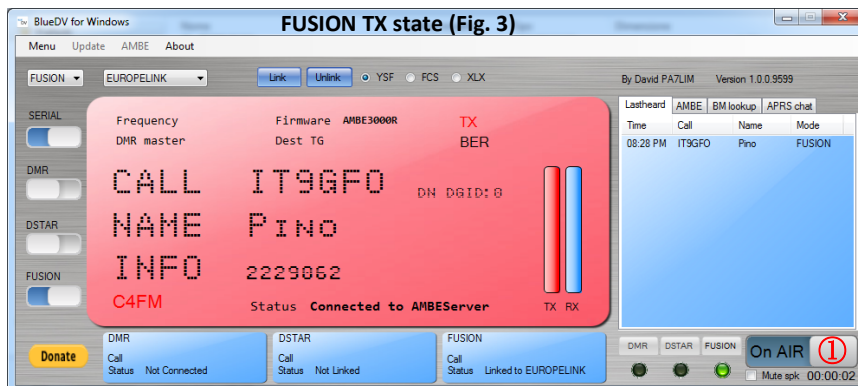 BlueDV for Windows
FUSION TX state (Fig. 3)
Menu Update AMBE About
FUSION EUROPELINK Link Unlink YSF FCS XLX By David PA7LIM Version 1.0.0.9599
SERIAL
DMR
DSTAR
FUSION
Frequency Firmware AMBE3000R TX
DMR master Dest TG BER
CALL IT9GFO DN DGID:0
NAME Pino
INFO 2229062
C4FM Status Connected to AMBEServer TX RX
Lastheard AMBE BM lookup APRS chat
Time Call Name Mode
08:28 PM IT9GFO Pino FUSION
Donate
DMR
Call
Status Not Connected
DSTAR
Call
Status Not Linked
FUSION
Call
Status Linked to EUROPELINK
DMR DSTAR FUSION On AIR ①
Mute spk 00:00:02